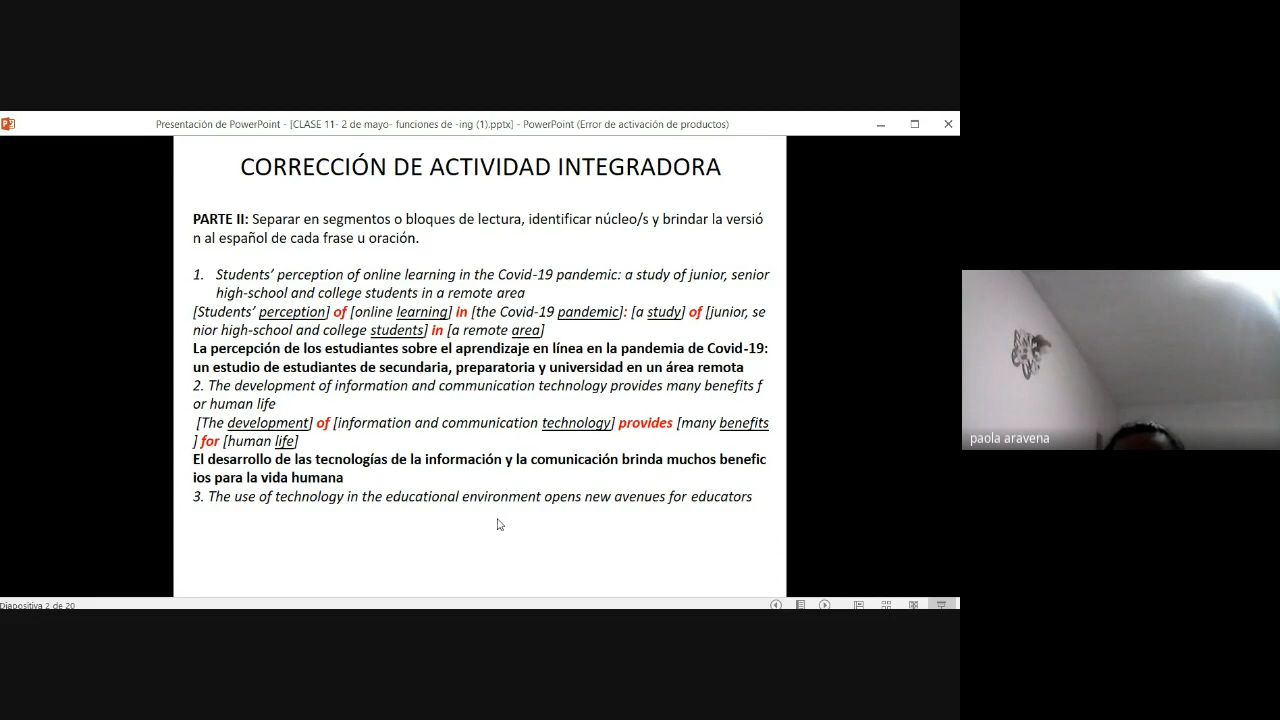 Presentación de PowerPoint - [CLASE 11- 2 de mayo- funciones de -ing (1).pptx] - PowerPoint (Error de activación de productos)
CORRECCIÓN DE ACTIVIDAD INTEGRADORA
PARTE II: Separar en segmentos o bloques de lectura, identificar núcleo/s y brindar la versió
n al español de cada frase u oración.
1. Students’ perception of online learning in the Covid-19 pandemic: a study of junior, senior
high-school and college students in a remote area
[Students’ perception] of [online learning] in [the Covid-19 pandemic]: [a study] of [junior, se
nior high-school and college students] in [a remote area]
La percepción de los estudiantes sobre el aprendizaje en línea en la pandemia de Covid-19:
un estudio de estudiantes de secundaria, preparatoria y universidad en un área remota
2. The development of information and communication technology provides many benefits f
or human life
[The development] of [information and communication technology] provides [many benefits
] for [human life]
El desarrollo de las tecnologías de la información y la comunicación brinda muchos benefic
ios para la vida humana
3. The use of technology in the educational environment opens new avenues for educators
paola aravena
Diapositiva 2 de 20